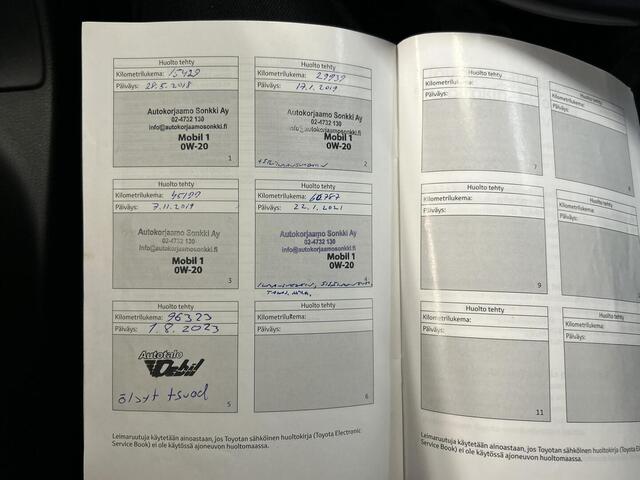 Huolto tehty
Kilometrilukema: 15429
Päiväys: 28.5.2018
Autokorjaamo Sonkki Ay
02-4732 130
info@autokorjaamosonkki.fi
Mobil 1
0W-20
1
Huolto tehty
Kilometrilukema: 29939
Päiväys: 17.1.2019
Autokorjaamo Sonkki Ay
02-4732 130
info@autokorjaamosonkki.fi
Mobil 1
0W-20
2
Huolto tehty
Kilometrilukema:
Päiväys: 7.11.2019
Autokorjaamo Sonkki Ay
02-4732 130
info@autokorjaamosonkki.fi
Mobil 1
0W-20
3
Huolto tehty
Kilometrilukema: 60787
Päiväys: 22.1.2021
Autokorjaamo Sonkki Ay
02-4732 130
info@autokorjaamosonkki.fi
Mobil 1
0W-20
4
Huolto tehty
Kilometrilukema: 96323
Päiväys: 1.8.2023
Autotalo
5
Huolto tehty
Kilometrilukema:
Päiväys:
6
Leimaruutuja käytetään ainoastaan, jos Toyotan sähköinen huoltokirja (Toyota Electronic
Service Book) ei ole käytössä ajoneuvon huoltomaassa.
Huolto tehty
Kilometrilukema:
Päiväys:
7
Huolto tehty
Kilometrilukema:
Päiväys:
8
Huolto tehty
Kilometrilukema:
Päiväys:
9
Huolto tehty
Kilometrilukema:
Päiväys:
Huolto tehty
Kilometrilukema:
Päiväys:
11
Huolto tehty
Kilometrilukema:
Päiväys:
Leimaruutuja käytetään ainoastaan, jos Toyotan sähköinen huoltokirja (Toyota Electronic
Service Book) ei ole käytössä ajoneuvon huoltomaassa.